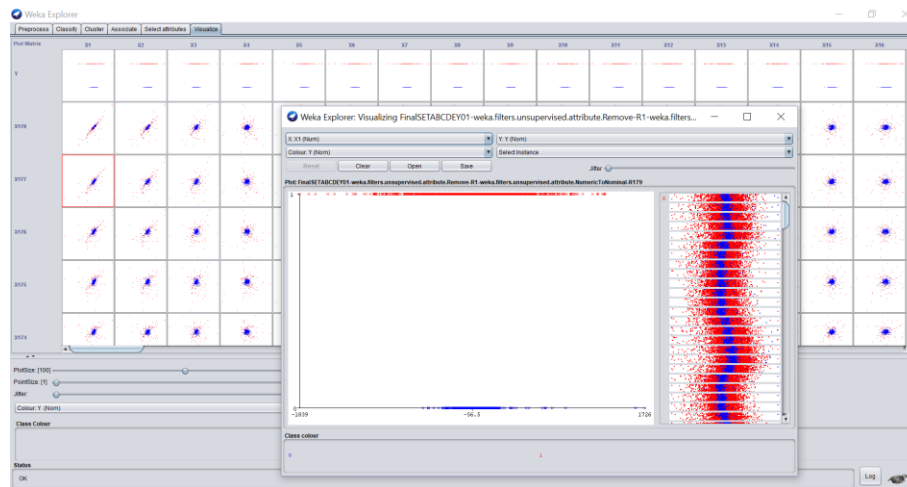 Weka Explorer
Preprocess Classify Cluster Associate Select attributes Visualize
Plot Matrix X1 X2 X3 X4 X5 X6 X7 X8 X9 X10 X11 X12 X13 X14 X15 X16
Y
X178
X177
X176
X175
X174
PlotSize: [100]
PointSize: [1]
Jitter:
Colour: Y (Nom)
Class Colour
Status
OK
Log
Weka Explorer: Visualizing FinalSETABCDEY01-weka.filters.unsupervised.attribute.Remove-R1-weka.filters...
X: X1 (Num) Y: Y (Nom)
Colour: Y (Nom) Select Instance
Reset Clear Open Save Jitter
Plot: FinalSETABCDEY01-weka.filters.unsupervised.attribute.Remove-R1-weka.filters.unsupervised.attribute.NumericToNominal-R179
1
0
-1839 -56.5 1726
Class colour
0 1